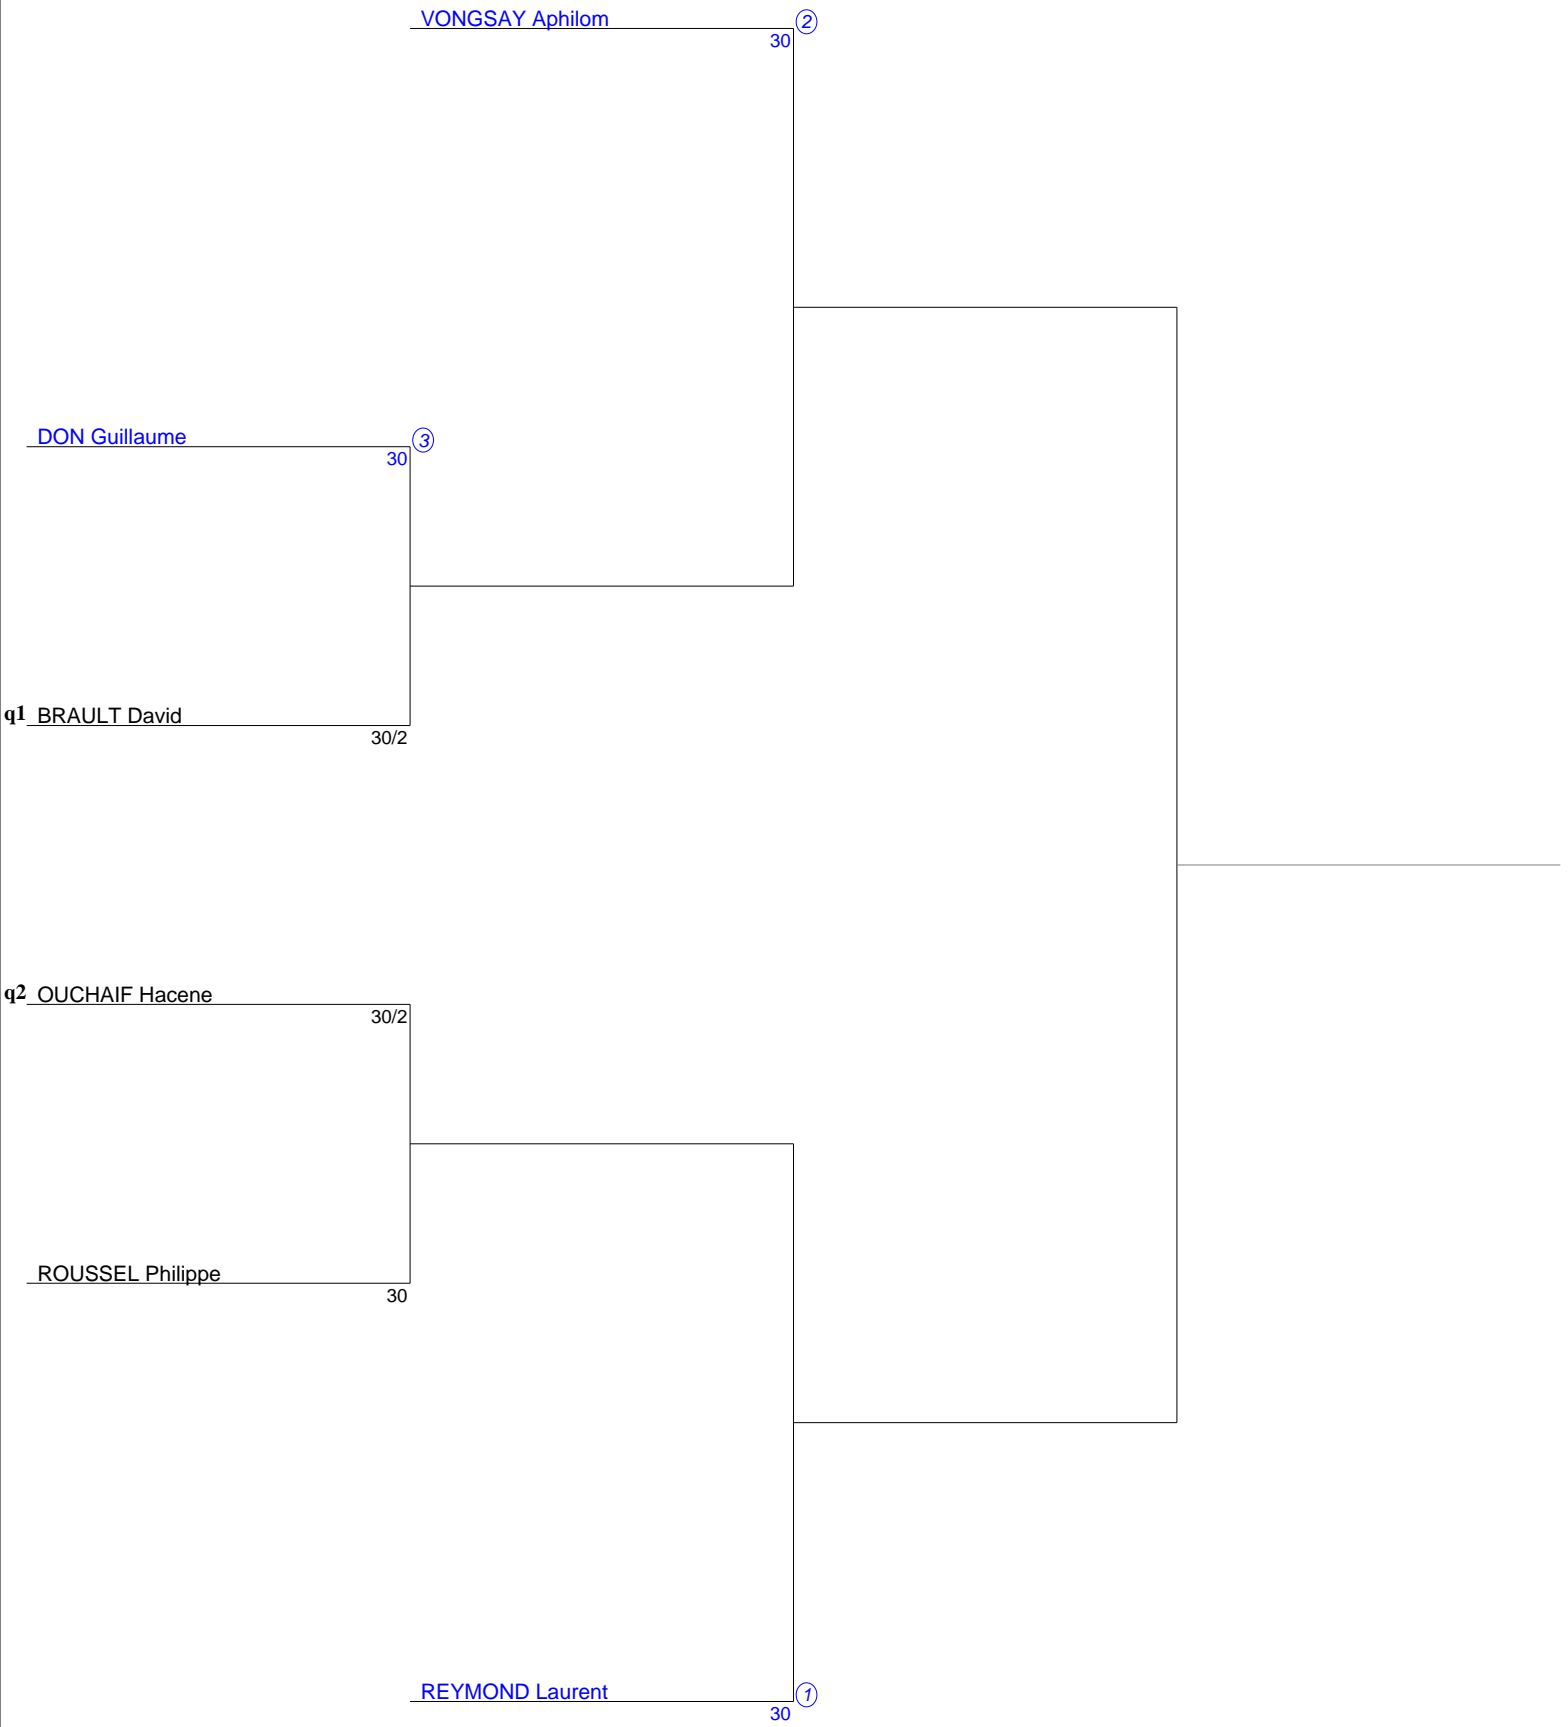 VONGSAY Aphilom
2
30
DON Guillaume
3
30
q1 BRAULT David
30/2
q2 OUCHAIF Hacene
30/2
ROUSSEL Philippe
30
REYMOND Laurent
1
30